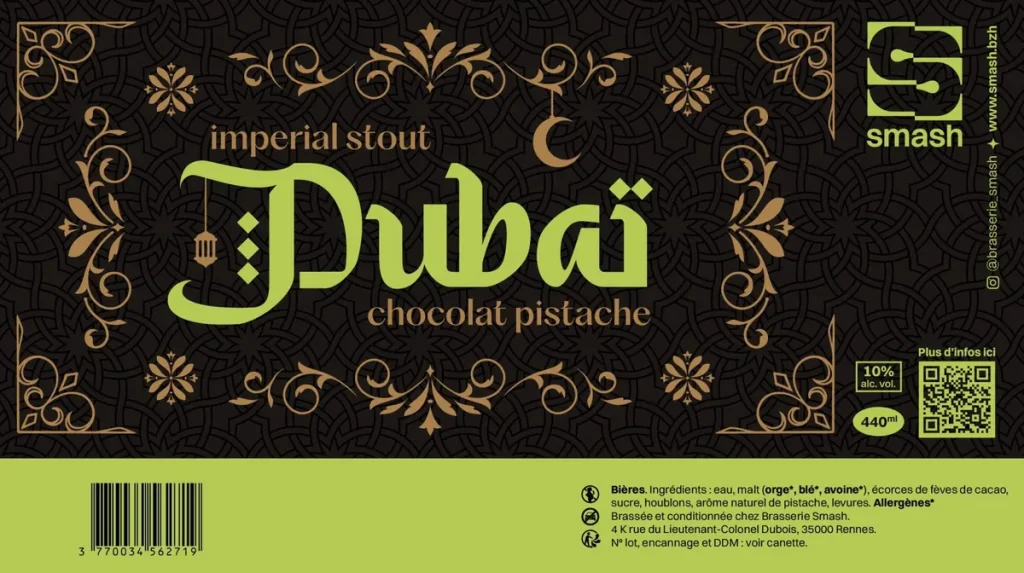 imperial stout
Dubaï
chocolat pistache
smash
@brasserie_smash ✦ www.smash.bzh
Plus d'infos ici
10%
alc. vol.
440ml
3 770034 562719
Bières. Ingrédients : eau, malt (orge*, blé*, avoine*), écorces de fèves de cacao,
sucre, houblons, arôme naturel de pistache, levures. Allergènes*
Brassée et conditionnée chez Brasserie Smash.
4 K rue du Lieutenant-Colonel Dubois, 35000 Rennes.
N° lot, encannage et DDM : voir canette.